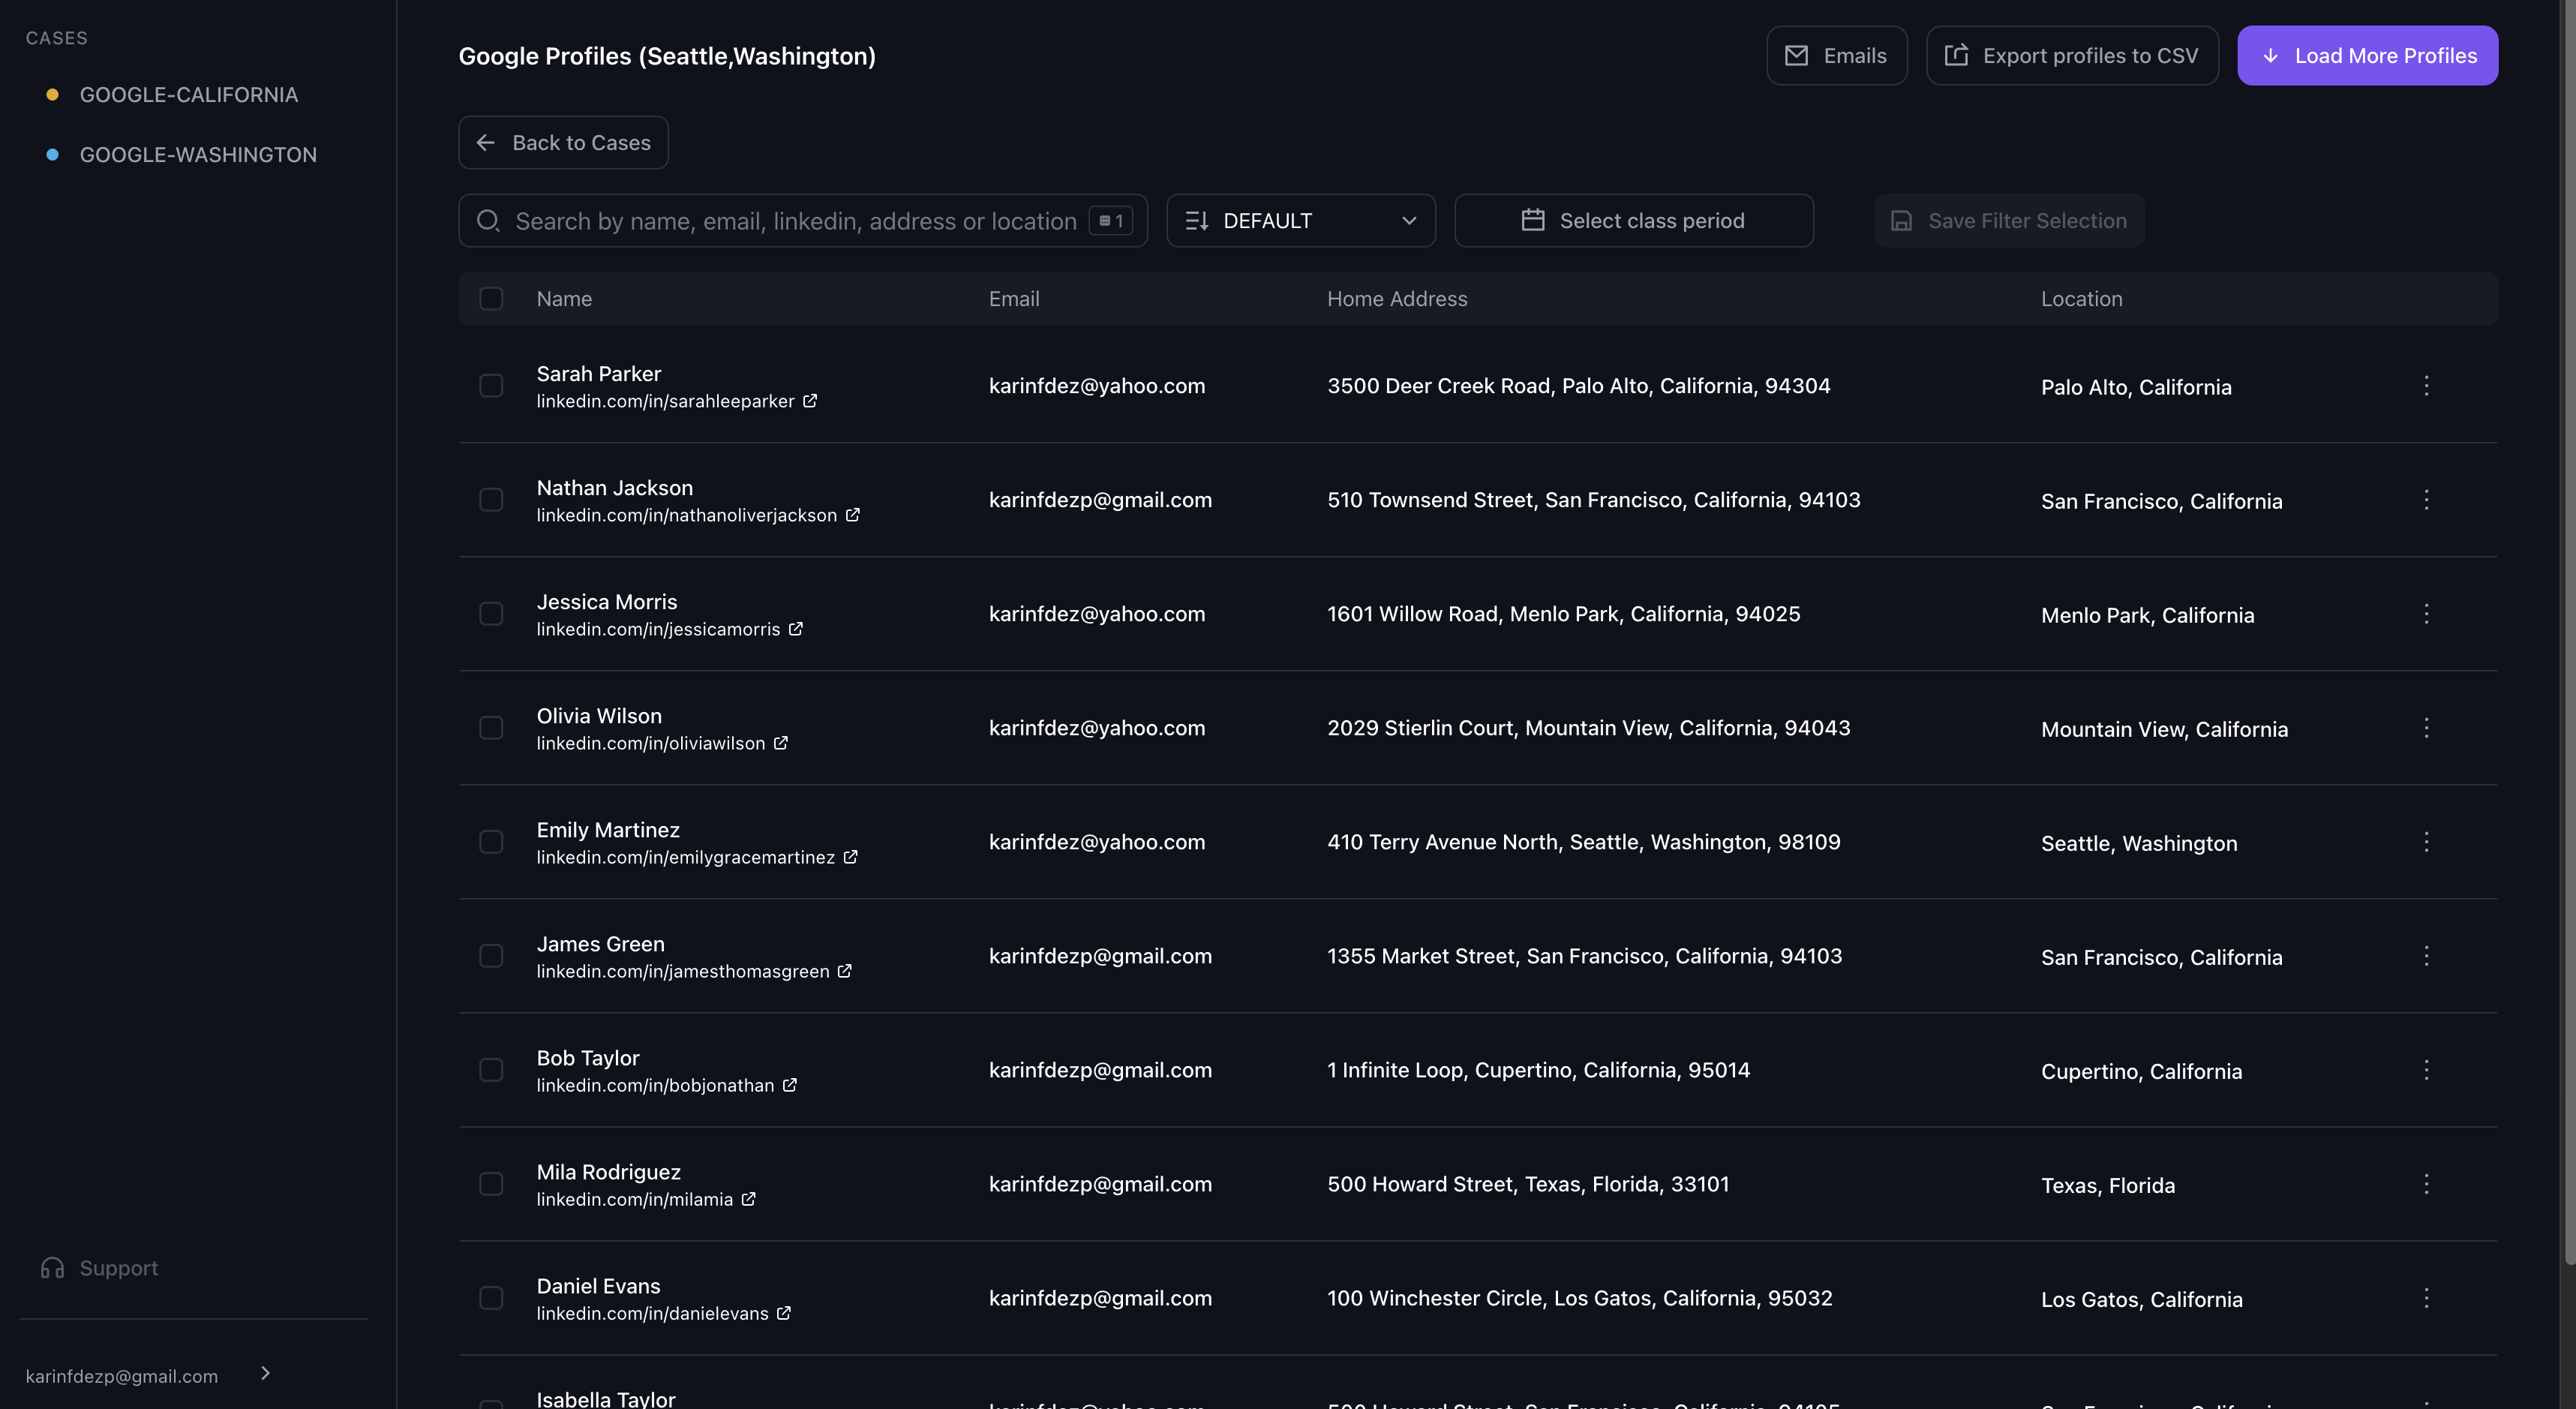 CASES
GOOGLE-CALIFORNIA
GOOGLE-WASHINGTON
Support
karinfdezp@gmail.com
Google Profiles (Seattle,Washington)
Emails
Export profiles to CSV
Load More Profiles
Back to Cases
Search by name, email, linkedin, address or location 1
DEFAULT
Select class period
Save Filter Selection
Name Email Home Address Location
Sarah Parker
linkedin.com/in/sarahleeparker
karinfdez@yahoo.com
3500 Deer Creek Road, Palo Alto, California, 94304
Palo Alto, California
Nathan Jackson
linkedin.com/in/nathanoliverjackson
karinfdezp@gmail.com
510 Townsend Street, San Francisco, California, 94103
San Francisco, California
Jessica Morris
linkedin.com/in/jessicamorris
karinfdez@yahoo.com
1601 Willow Road, Menlo Park, California, 94025
Menlo Park, California
Olivia Wilson
linkedin.com/in/oliviawilson
karinfdez@yahoo.com
2029 Stierlin Court, Mountain View, California, 94043
Mountain View, California
Emily Martinez
linkedin.com/in/emilygracemartinez
karinfdez@yahoo.com
410 Terry Avenue North, Seattle, Washington, 98109
Seattle, Washington
James Green
linkedin.com/in/jamesthomasgreen
karinfdezp@gmail.com
1355 Market Street, San Francisco, California, 94103
San Francisco, California
Bob Taylor
linkedin.com/in/bobjonathan
karinfdezp@gmail.com
1 Infinite Loop, Cupertino, California, 95014
Cupertino, California
Mila Rodriguez
linkedin.com/in/milamia
karinfdezp@gmail.com
500 Howard Street, Texas, Florida, 33101
Texas, Florida
Daniel Evans
linkedin.com/in/danielevans
karinfdezp@gmail.com
100 Winchester Circle, Los Gatos, California, 95032
Los Gatos, California
Isabella Taylor